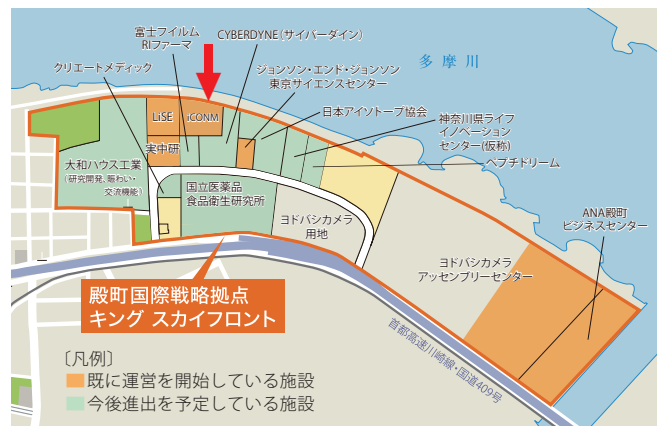 富士フイルム
RIファーマ
CYBERDYNE(サイバーダイン)
多摩川
クリエートメディック
ジョンソン・エンド・ジョンソン
東京サイエンスセンター
日本アイソトープ協会
神奈川県ライフ
イノベーション
センター(仮称)
ペプチドリーム
LiSE
iCONM
実中研
大和ハウス工業
(研究開発、賑わい・
交流機能)
国立医薬品
食品衛生研究所
ヨドバシカメラ
用地
ANA殿町
ビジネスセンター
ヨドバシカメラ
アッセンブリーセンター
殿町国際戦略拠点
キング スカイフロント
首都高速川崎線・国道409号
〔凡例〕
既に運営を開始している施設
今後進出を予定している施設